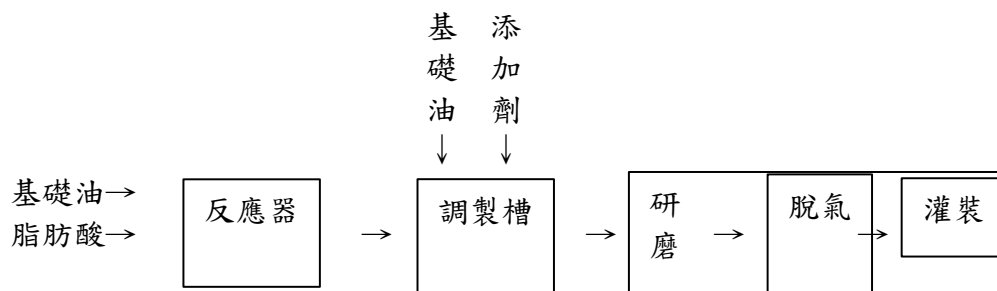 基礎油
添加劑
基礎油→
脂肪酸→
反應器
→
調製槽
→
研磨
→
脫氣
→
灌裝